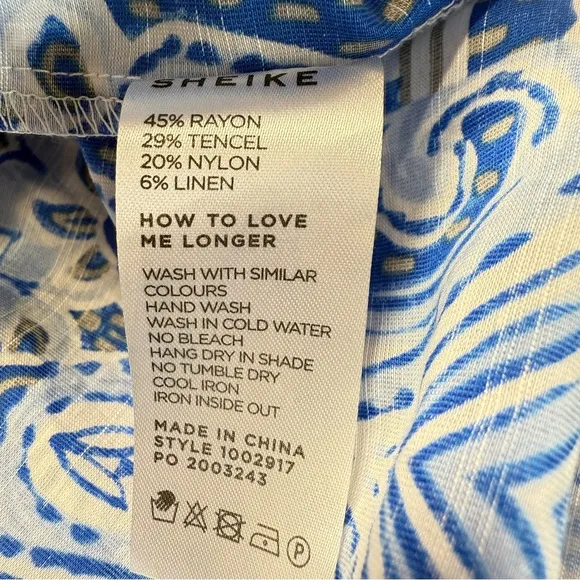 SHEIKE
45% RAYON
29% TENCEL
20% NYLON
6% LINEN
HOW TO LOVE
ME LONGER
WASH WITH SIMILAR
COLOURS
HAND WASH
WASH IN COLD WATER
NO BLEACH
HANG DRY IN SHADE
NO TUMBLE DRY
COOL IRON
IRON INSIDE OUT
MADE IN CHINA
STYLE 1002917
PO 2003243
P